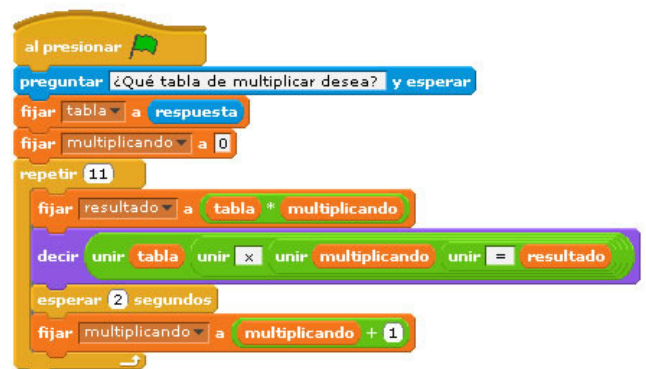 al presionar
preguntar ¿Qué tabla de multiplicar desea? y esperar
fijar tabla a respuesta
fijar multiplicando a 0
repetir 11
fijar resultado a tabla * multiplicando
decir unir tabla unir x unir multiplicando unir = resultado
esperar 2 segundos
fijar multiplicando a multiplicando + 1